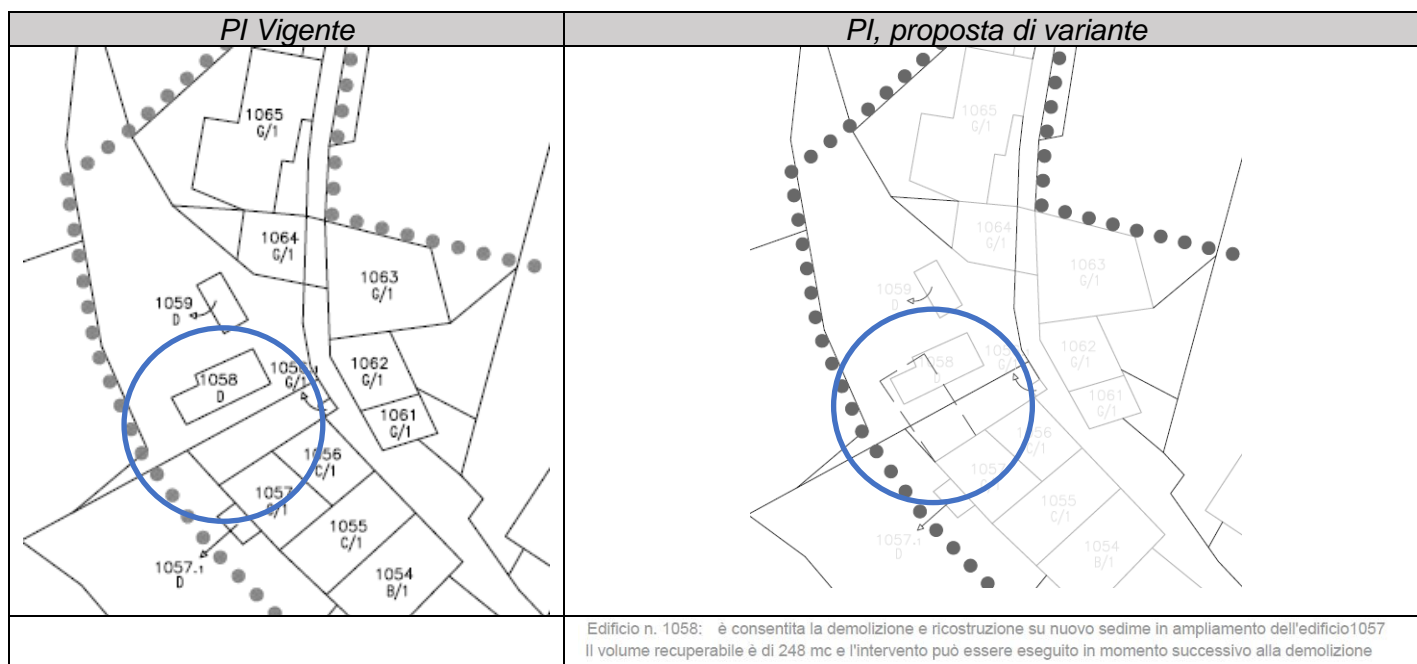 PI Vigente
PI, proposta di variante
1065
G/1
1064
G/1
1063
G/1
1059
D
1058
D
G/1
1062
G/1
1061
G/1
1056
C/1
1057
1055
C/1
1057.1
D
1054
B/1
1065
G/1
1064
G/1
1063
G/1
1059
D
1058
D
1062
G/1
1061
G/1
1056
C/1
1055
C/1
1057.1
D
1054
B/1
Edificio n. 1058: è consentita la demolizione e ricostruzione su nuovo sedime in ampliamento dell'edificio1057
Il volume recuperabile è di 248 mc e l'intervento può essere eseguito in momento successivo alla demolizione